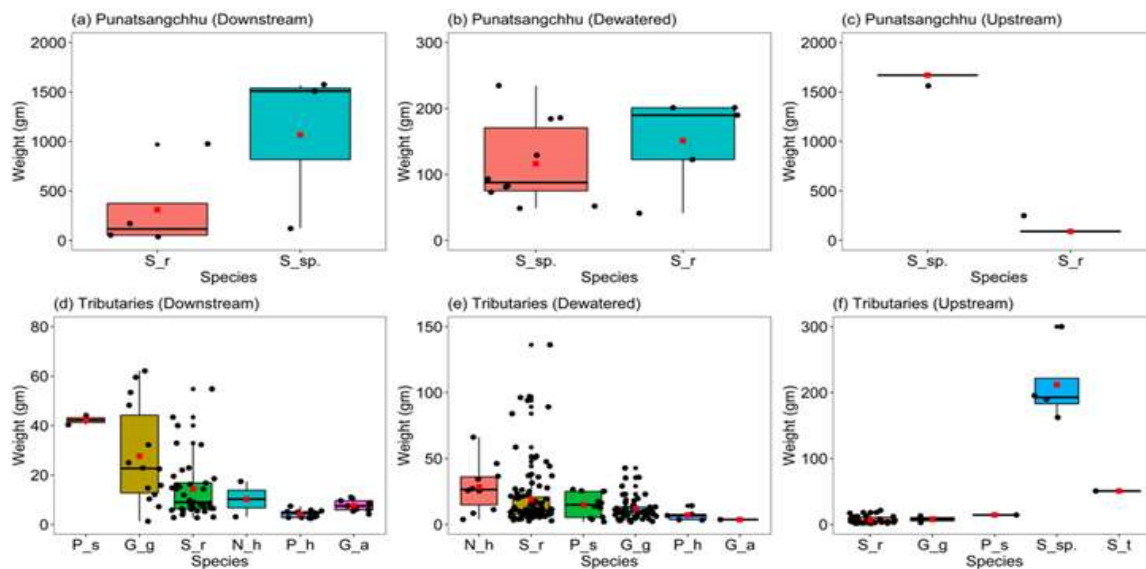 (a) Punatsangchhu (Downstream)
(b) Punatsangchhu (Dewatered)
(c) Punatsangchhu (Upstream)
2000
1500
1000
500
0
Weight (gm)
S_r
S_sp.
Species
300
200
100
0
Weight (gm)
S_sp.
S_r
Species
2000
1500
1000
500
0
Weight (gm)
S_sp.
S_r
Species
(d) Tributaries (Downstream)
(e) Tributaries (Dewatered)
(f) Tributaries (Upstream)
80
60
40
20
0
Weight (gm)
P_s
G_g
S_r
N_h
P_h
G_a
Species
150
100
50
0
Weight (gm)
N_h
S_r
P_s
G_g
P_h
G_a
Species
300
200
100
0
Weight (gm)
S_r
G_g
P_s
S_sp.
S_t
Species